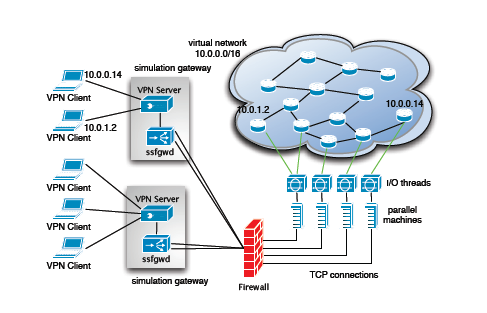 virtual network
10.0.0.0/16
simulation gateway
10.0.0.14
VPN Client
VPN Server
10.0.1.2
VPN Client
ssfgwd
10.0.1.2
10.0.0.14
VPN Client
VPN Client
VPN Client
VPN Server
ssfgwd
simulation gateway
I/O threads
parallel
machines
TCP connections
Firewall